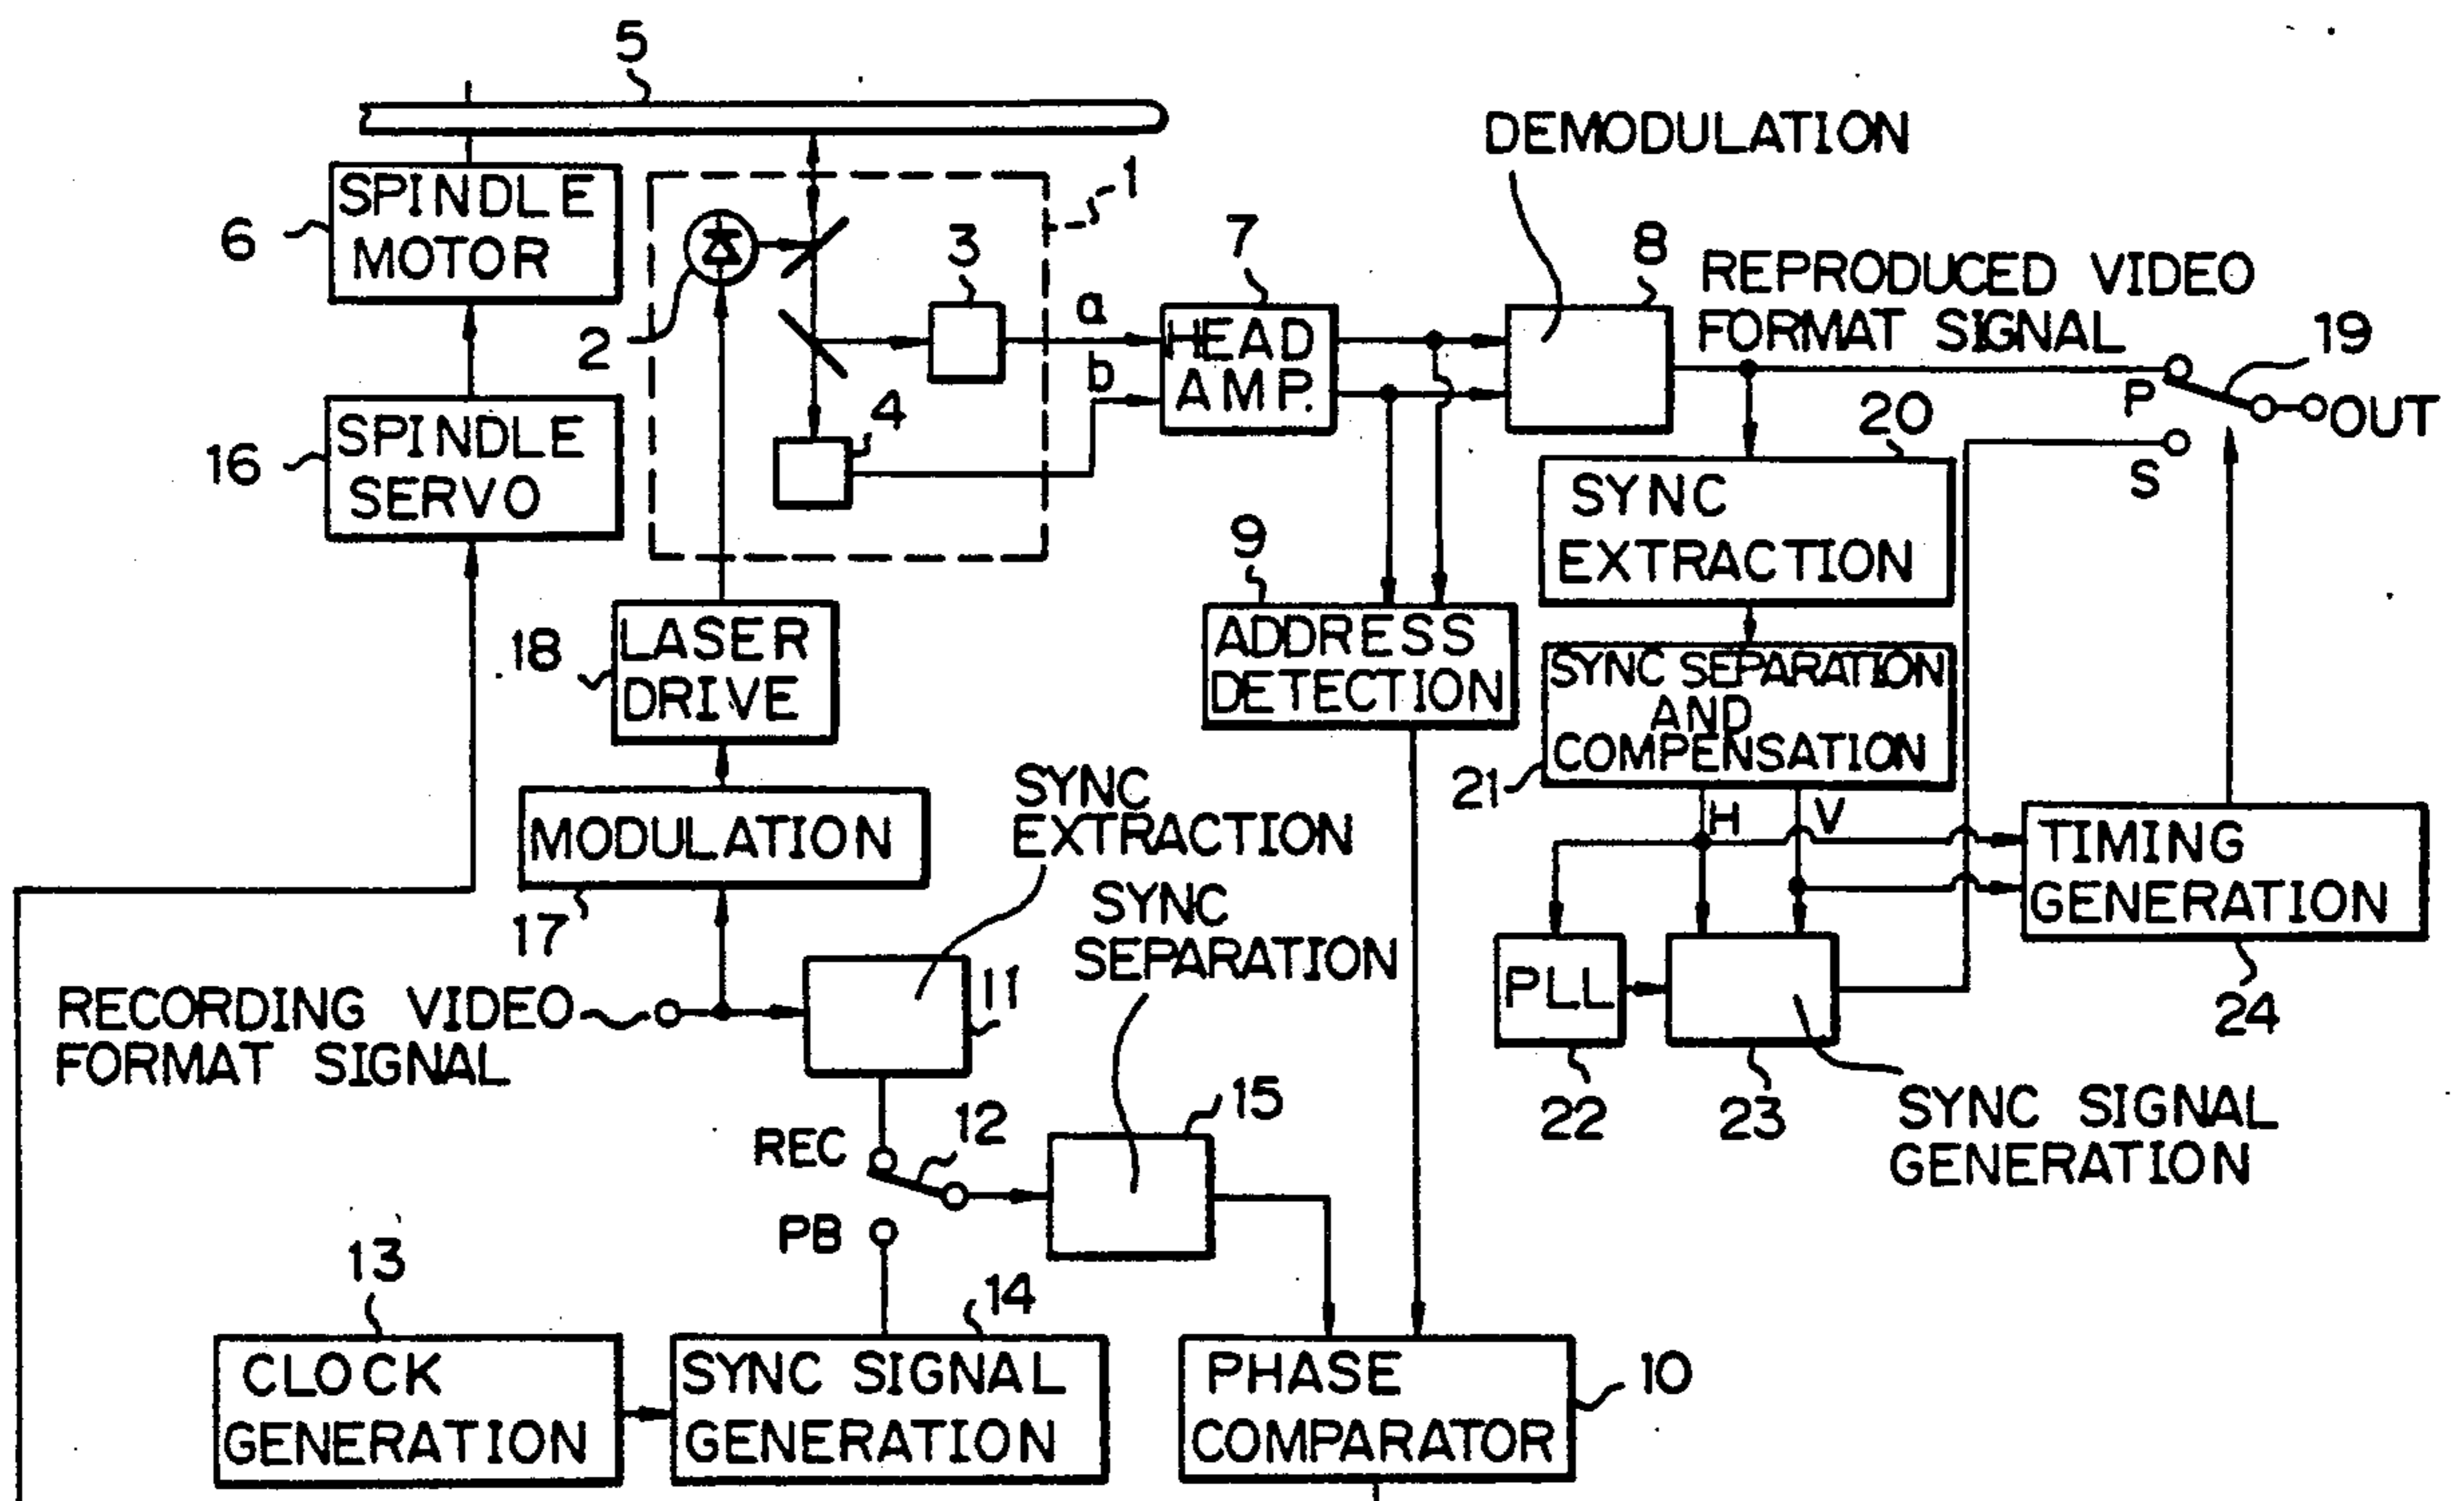 5
DEMODULATION
1
SPINDLE
MOTOR
6
2
3
a
b
4
7
HEAD
AMP.
8
REPRODUCED VIDEO
FORMAT SIGNAL
19
P
S
OUT
SPINDLE
SERVO
16
20
SYNC
EXTRACTION
9
ADDRESS
DETECTION
18
LASER
DRIVE
SYNC SEPARATION
AND
COMPENSATION
21
H
V
MODULATION
17
SYNC
EXTRACTION
SYNC
SEPARATION
TIMING
GENERATION
24
RECORDING VIDEO
FORMAT SIGNAL
11
PLL
22
23
SYNC SIGNAL
GENERATION
REC
12
PB
15
13
CLOCK
GENERATION
14
SYNC SIGNAL
GENERATION
PHASE
COMPARATOR
10